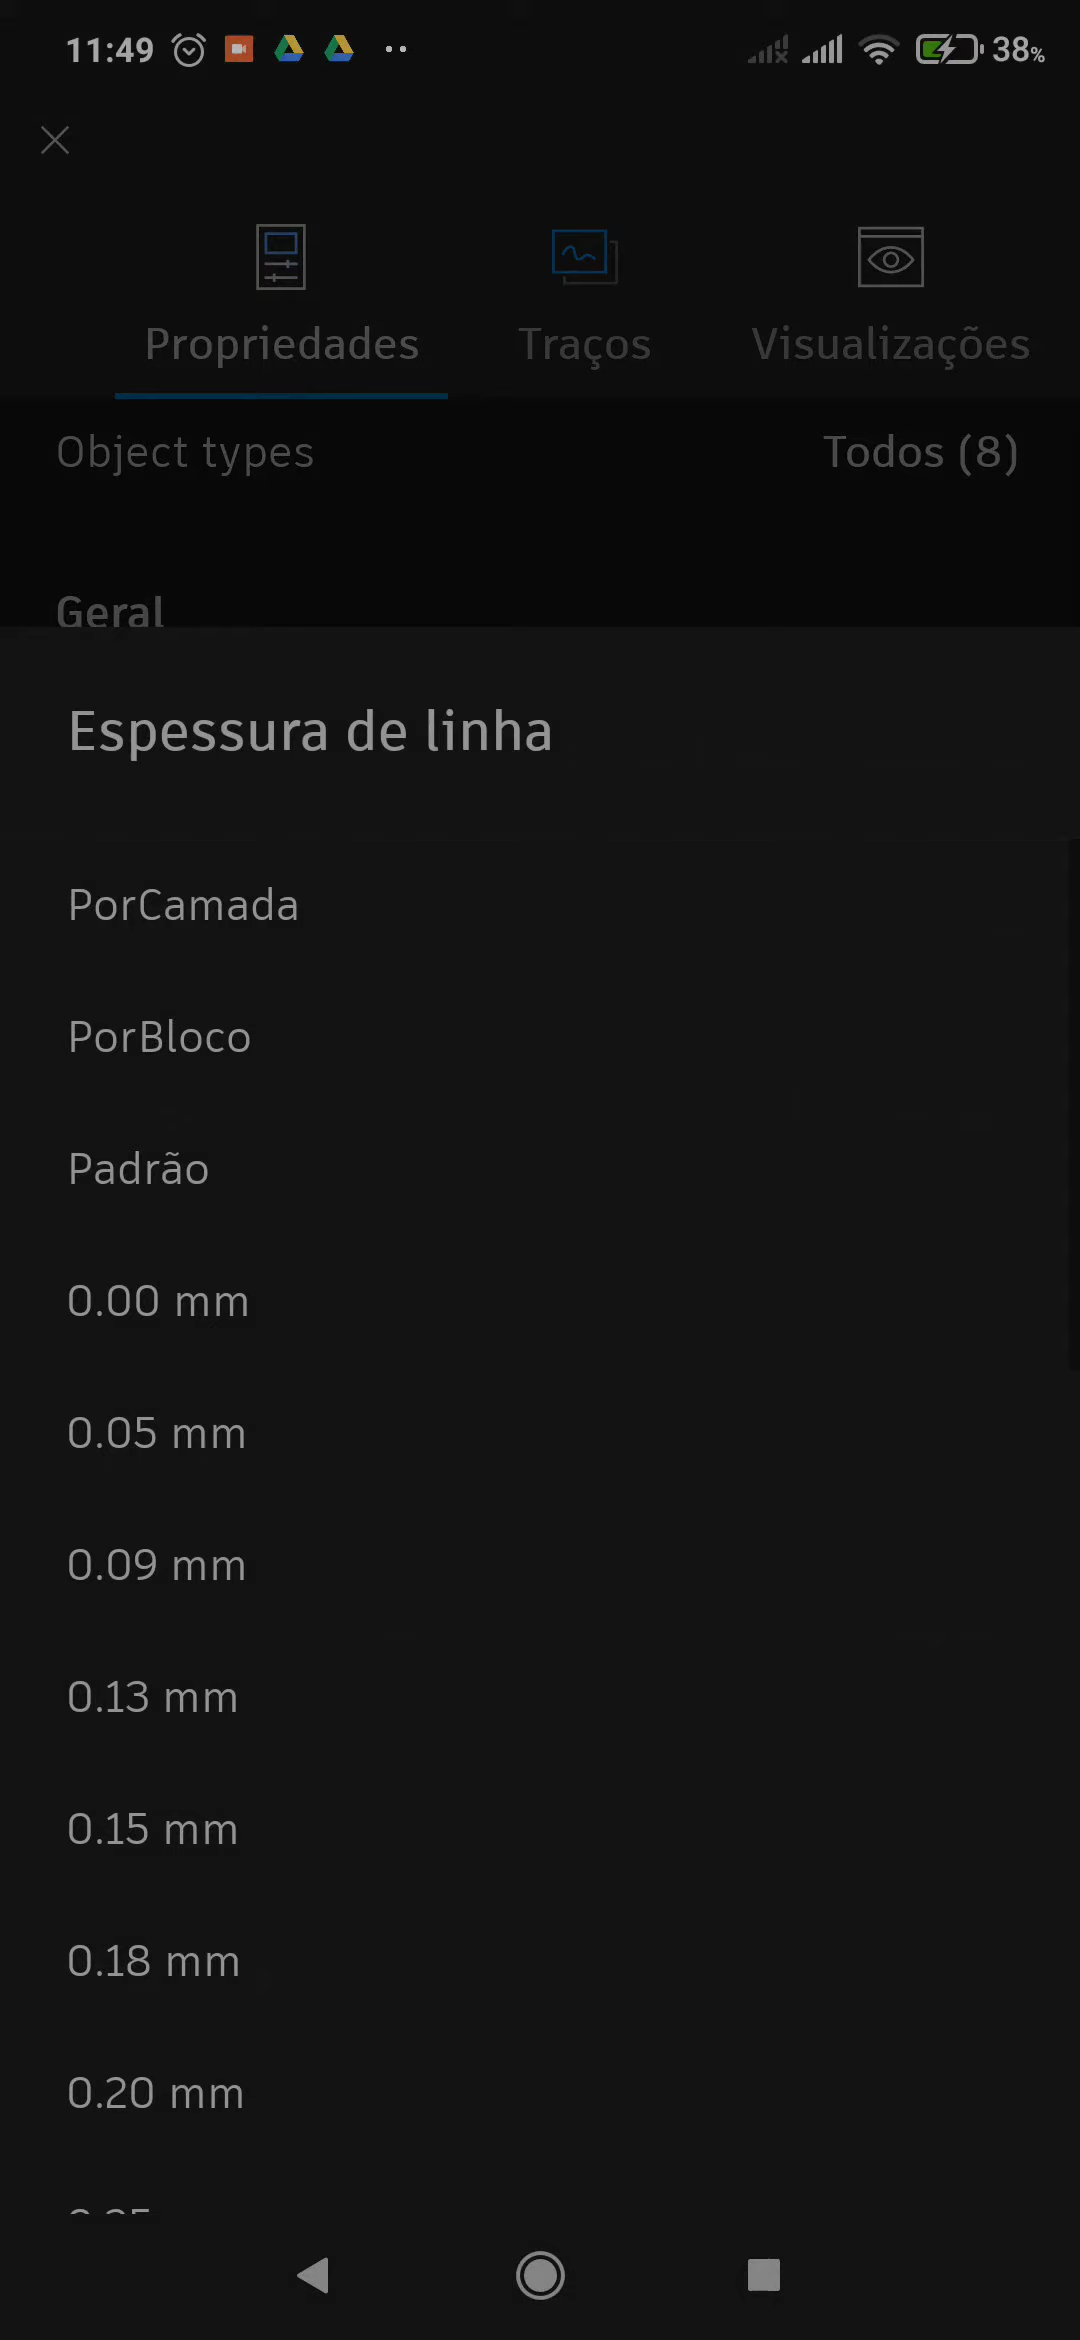 11:49 38%
Propriedades Traços Visualizações
Object types Todos (8)
Geral
Espessura de linha
PorCamada
PorBloco
Padrão
0.00 mm
0.05 mm
0.09 mm
0.13 mm
0.15 mm
0.18 mm
0.20 mm